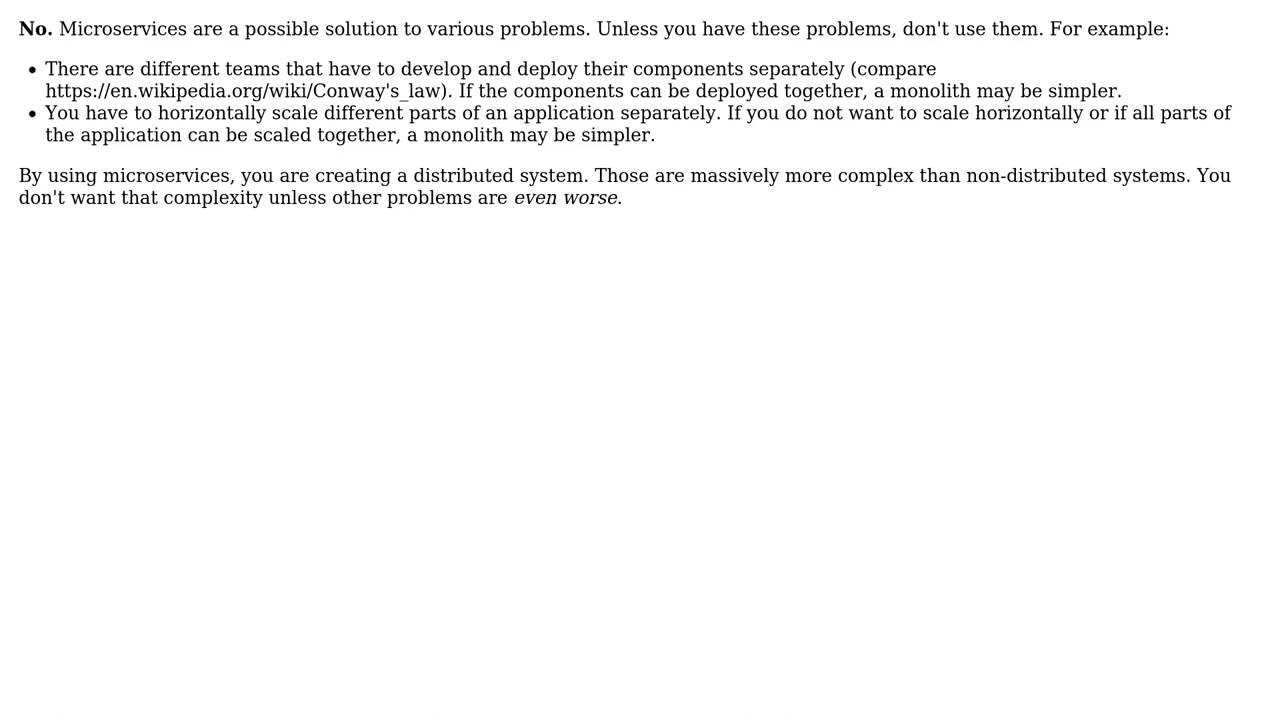 No. Microservices are a possible solution to various problems. Unless you have these problems, don't use them. For example:
• There are different teams that have to develop and deploy their components separately (compare
https://en.wikipedia.org/wiki/Conway's_law). If the components can be deployed together, a monolith may be simpler.
• You have to horizontally scale different parts of an application separately. If you do not want to scale horizontally or if all parts of
the application can be scaled together, a monolith may be simpler.
By using microservices, you are creating a distributed system. Those are massively more complex than non-distributed systems. You
don't want that complexity unless other problems are even worse.